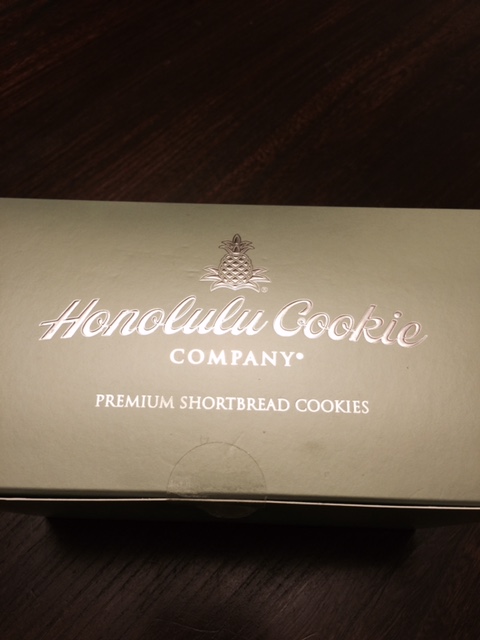 Honolulu Cookie
COMPANY®
PREMIUM SHORTBREAD COOKIES